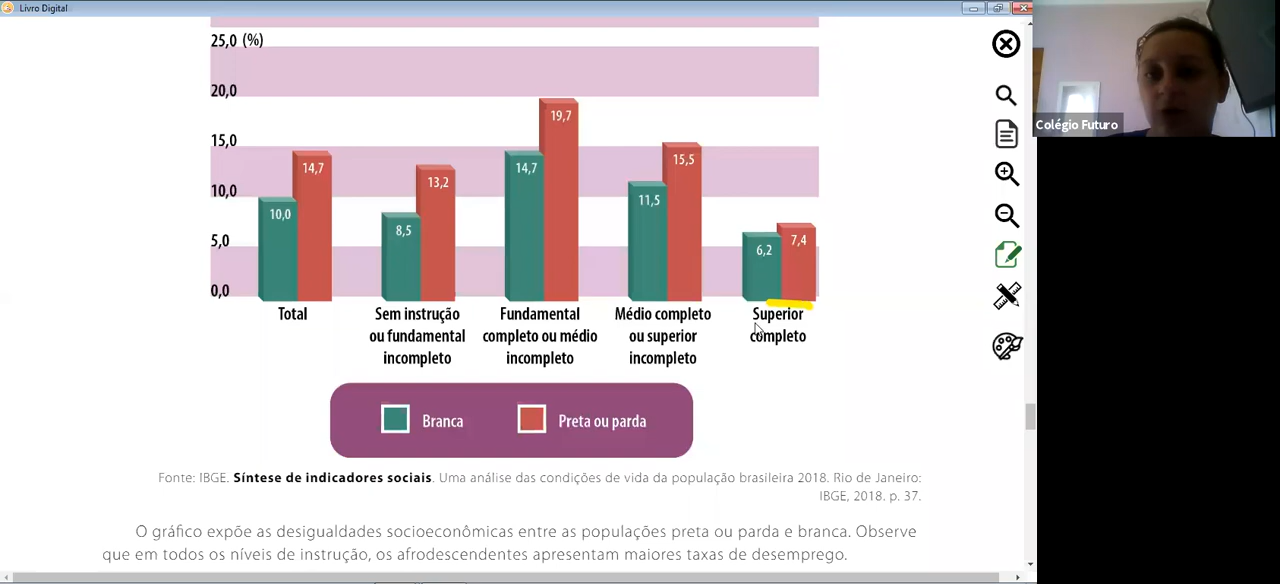 Livro Digital
25,0 (%)
20,0
15,0
10,0
5,0
0,0
10,0
14,7
8,5
13,2
14,7
19,7
11,5
15,5
6,2
7,4
Total
Sem instrução
ou fundamental
incompleto
Fundamental
completo ou médio
incompleto
Médio completo
ou superior
incompleto
Superior
completo
Branca
Preta ou parda
Fonte: IBGE. Síntese de indicadores sociais. Uma análise das condições de vida da população brasileira 2018. Rio de Janeiro:
IBGE, 2018. p. 37.
O gráfico expõe as desigualdades socioeconômicas entre as populações preta ou parda e branca. Observe
que em todos os níveis de instrução, os afrodescendentes apresentam maiores taxas de desemprego.
Colégio Futuro